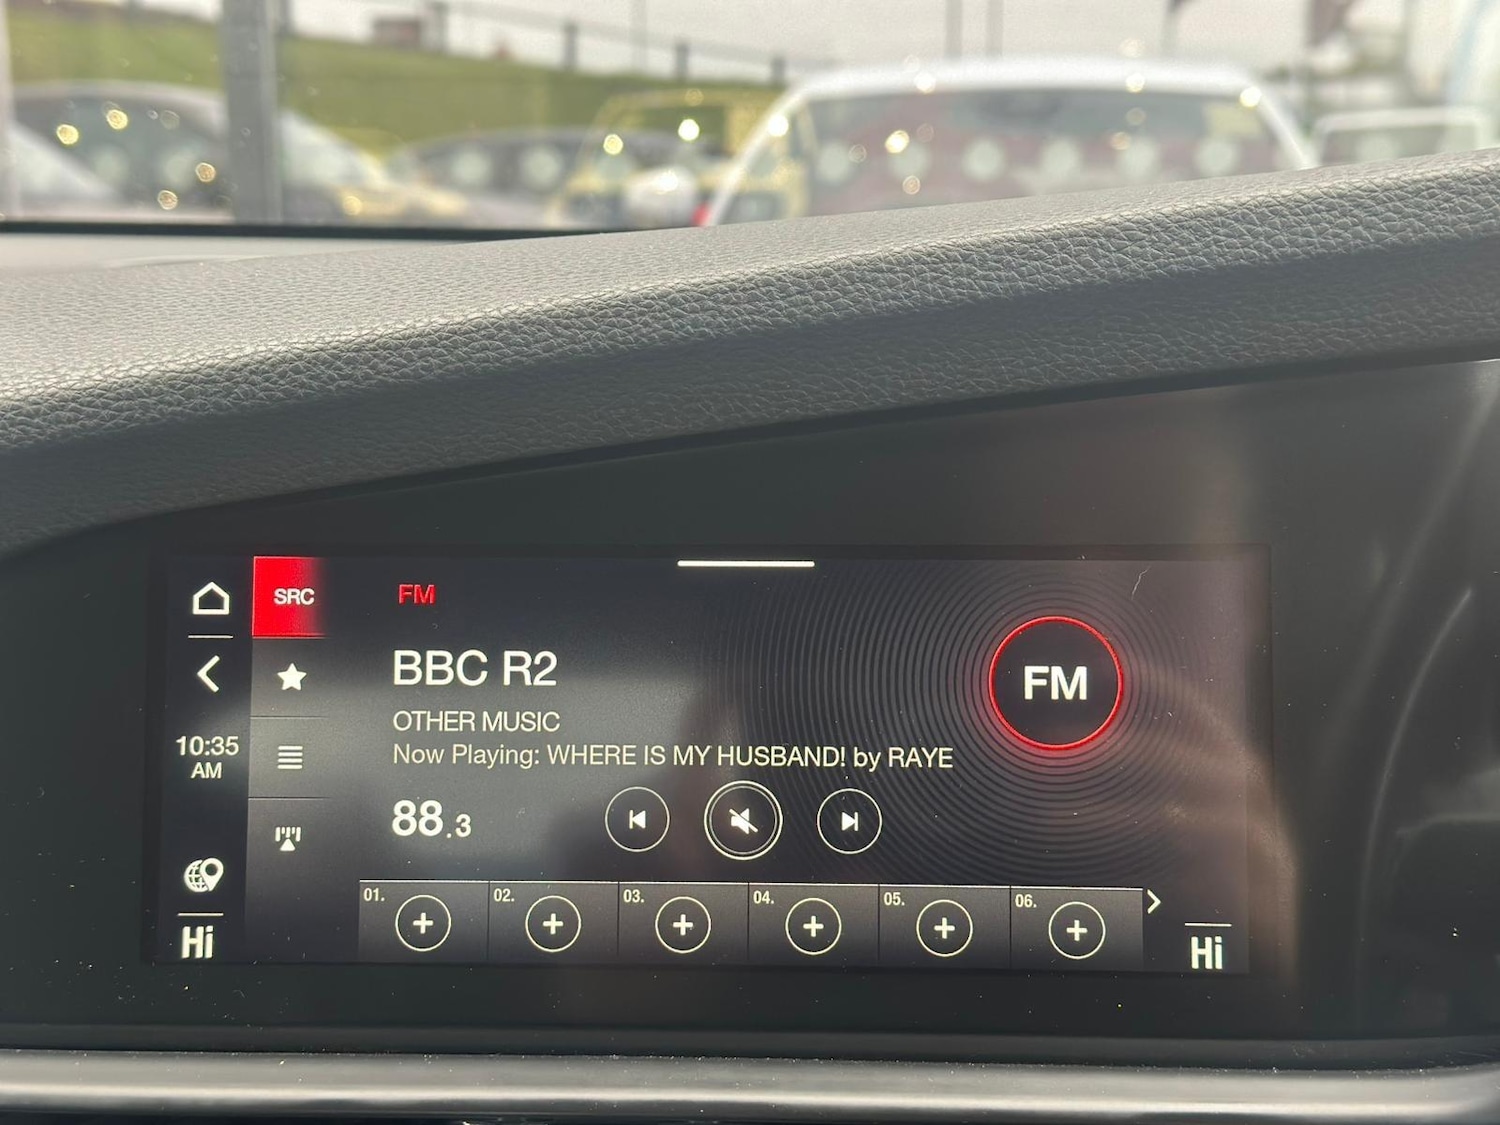 SRC
FM
BBC R2
OTHER MUSIC
Now Playing: WHERE IS MY HUSBAND! by RAYE
FM
10:35
AM
88.3
01.
02.
03.
04.
05.
06.
Hi
Hi